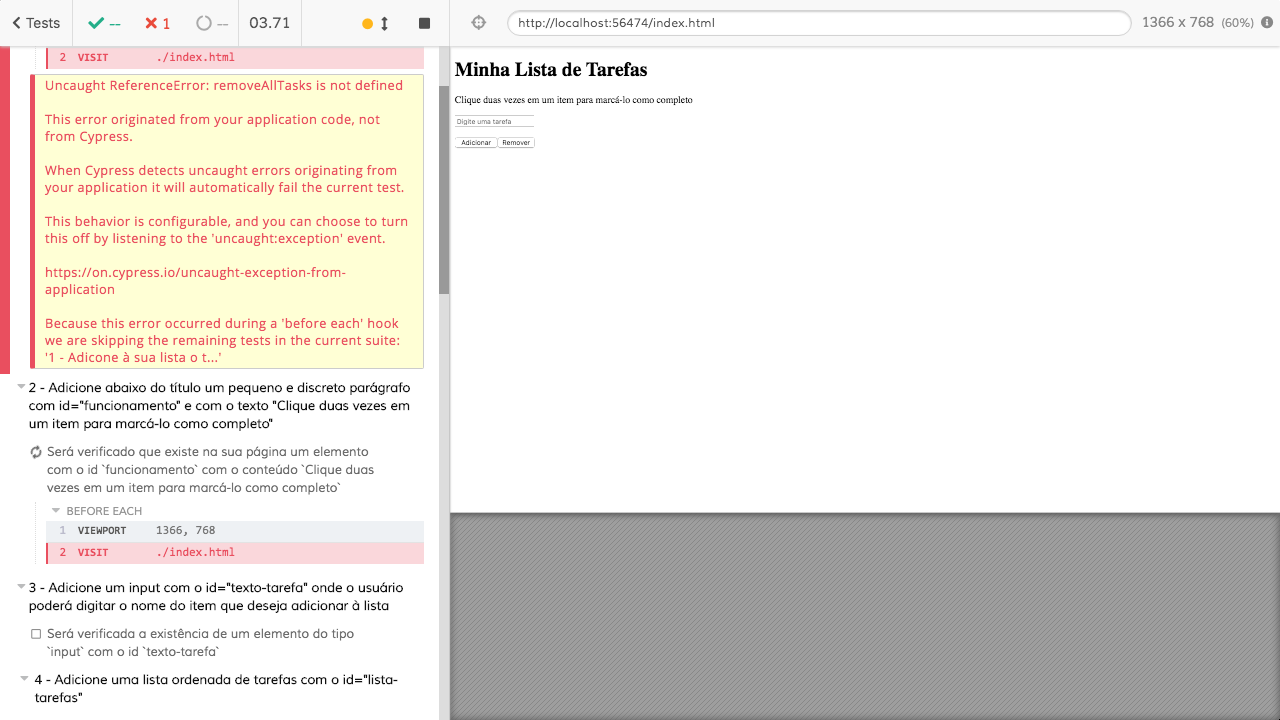 Tests -- 1 -- 03.71 http://localhost:56474/index.html 1366 x 768 (60%)
2 VISIT ./index.html
Uncaught ReferenceError: removeAllTasks is not defined
This error originated from your application code, not
from Cypress.
When Cypress detects uncaught errors originating from
your application it will automatically fail the current test.
This behavior is configurable, and you can choose to turn
this off by listening to the 'uncaught:exception' event.
https://on.cypress.io/uncaught-exception-from-
application
Because this error occurred during a 'before each' hook
we are skipping the remaining tests in the current suite:
'1 - Adicone à sua lista o t...'
2 - Adicione abaixo do título um pequeno e discreto parágrafo
com id="funcionamento" e com o texto "Clique duas vezes em
um item para marcá-lo como completo"
Será verificado que existe na sua página um elemento
com o id `funcionamento` com o conteúdo `Clique duas
vezes em um item para marcá-lo como completo`
BEFORE EACH
1 VIEWPORT 1366, 768
2 VISIT ./index.html
3 - Adicione um input com o id="texto-tarefa" onde o usuário
poderá digitar o nome do item que deseja adicionar à lista
Será verificada a existência de um elemento do tipo
`input` com o id `texto-tarefa`
4 - Adicione uma lista ordenada de tarefas com o id="lista-
tarefas"
Minha Lista de Tarefas
Clique duas vezes em um item para marcá-lo como completo
Digite uma tarefa
Adicionar Remover